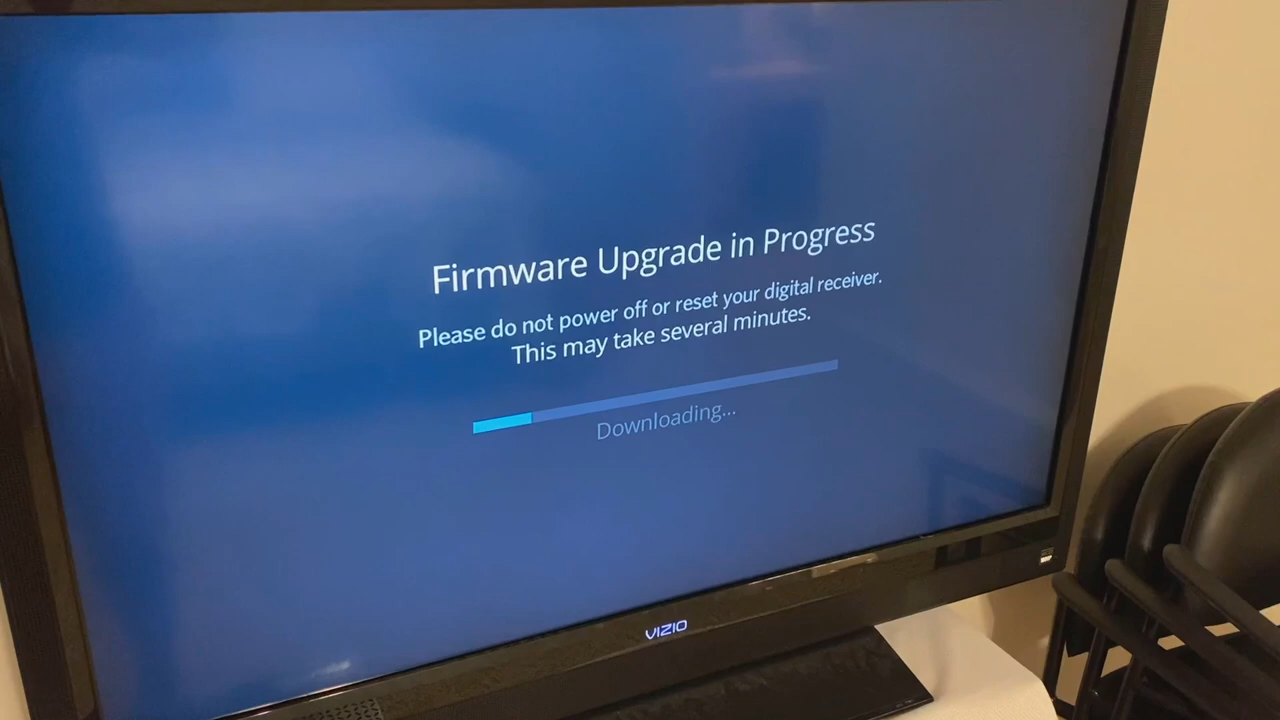 Firmware Upgrade in Progress
Please do not power off or reset your digital receiver.
This may take several minutes.
Downloading...
VIZIO